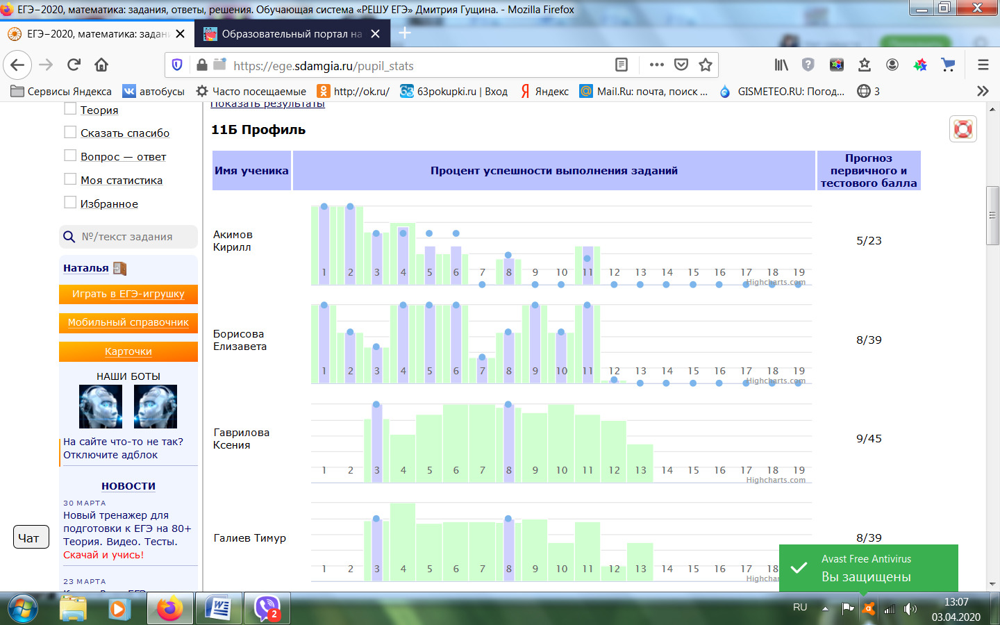 ЕГЭ−2020, математика: задания, ответы, решения. Обучающая система «РЕШУ ЕГЭ» Дмитрия Гущина. - Mozilla Firefox
ЕГЭ−2020, математика: задан
Образовательный портал на
https://ege.sdamgia.ru/pupil_stats
Сервисы Яндекса
автобусы
Часто посещаемые
http://ok.ru/
63pokupki.ru | Вход
Яндекс
Mail.Ru: почта, поиск ...
GISMETEO.RU: Погод...
3
Теория
Сказать спасибо
Вопрос — ответ
Моя статистика
Избранное
№/текст задания
Наталья
Играть в ЕГЭ-игрушку
Мобильный справочник
Карточки
НАШИ БОТЫ
На сайте что-то не так?
Отключите адблок
НОВОСТИ
30 МАРТА
Новый тренажер для
подготовки к ЕГЭ на 80+
Теория. Видео. Тесты.
Скачай и учись!
23 МАРТА
Чат
Показать результаты
11Б Профиль
Имя ученика
Процент успешности выполнения заданий
Прогноз
первичного и
тестового балла
Акимов
Кирилл
1 2 3 4 5 6 7 8 9 10 11 12 13 14 15 16 17 18 19
Highcharts.com
5/23
Борисова
Елизавета
1 2 3 4 5 6 7 8 9 10 11 12 13 14 15 16 17 18 19
Highcharts.com
8/39
Гаврилова
Ксения
1 2 3 4 5 6 7 8 9 10 11 12 13 14 15 16 17 18 19
Highcharts.com
9/45
Галиев Тимур
1 2 3 4 5 6 7 8 9 10 11 12 13 14 15 16 17 18 19
8/39
Avast Free Antivirus
Вы защищены
2
RU
13:07
03.04.2020